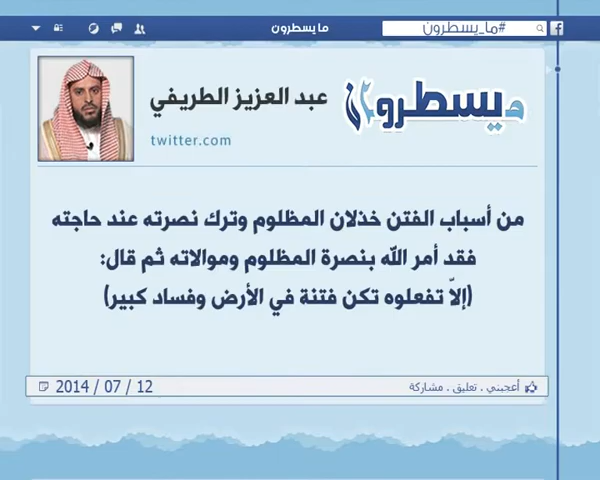 ما يسطرون
#ما_يسطرون
ما يسطرون
عبد العزيز الطريفي
twitter.com
من أسباب الفتن خذلان المظلوم وترك نصرته عند حاجته
فقد أمر الله بنصرة المظلوم وموالاته ثم قال:
(إلاّ تفعلوه تكن فتنة في الأرض وفساد كبير)
أعجبني . تعليق . مشاركة
2014 / 07 / 12